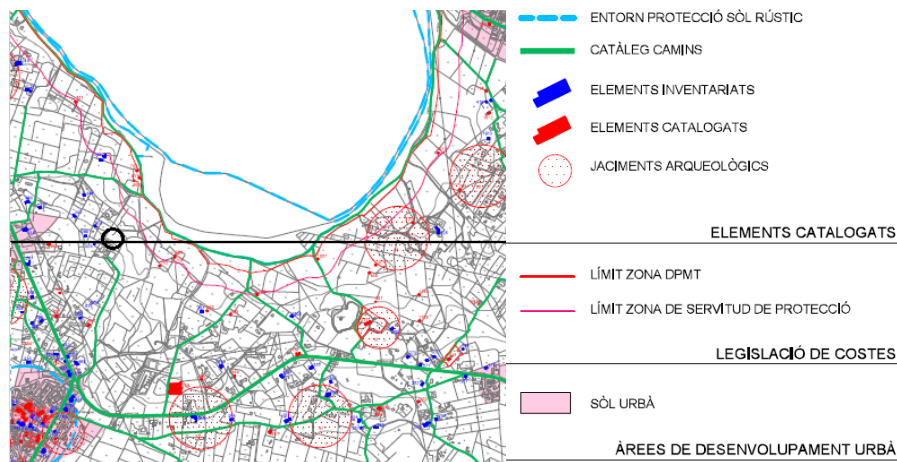 ENTORN PROTECCIÓ SÒL RÚSTIC
CATÀLEG CAMINS
ELEMENTS INVENTARIATS
ELEMENTS CATALOGATS
JACIMENTS ARQUEOLÒGICS
ELEMENTS CATALOGATS
LÍMIT ZONA DPMT
LÍMIT ZONA DE SERVITUD DE PROTECCIÓ
LEGISLACIÓ DE COSTES
SÒL URBÀ
ÀREES DE DESENVOLUPAMENT URBÀ